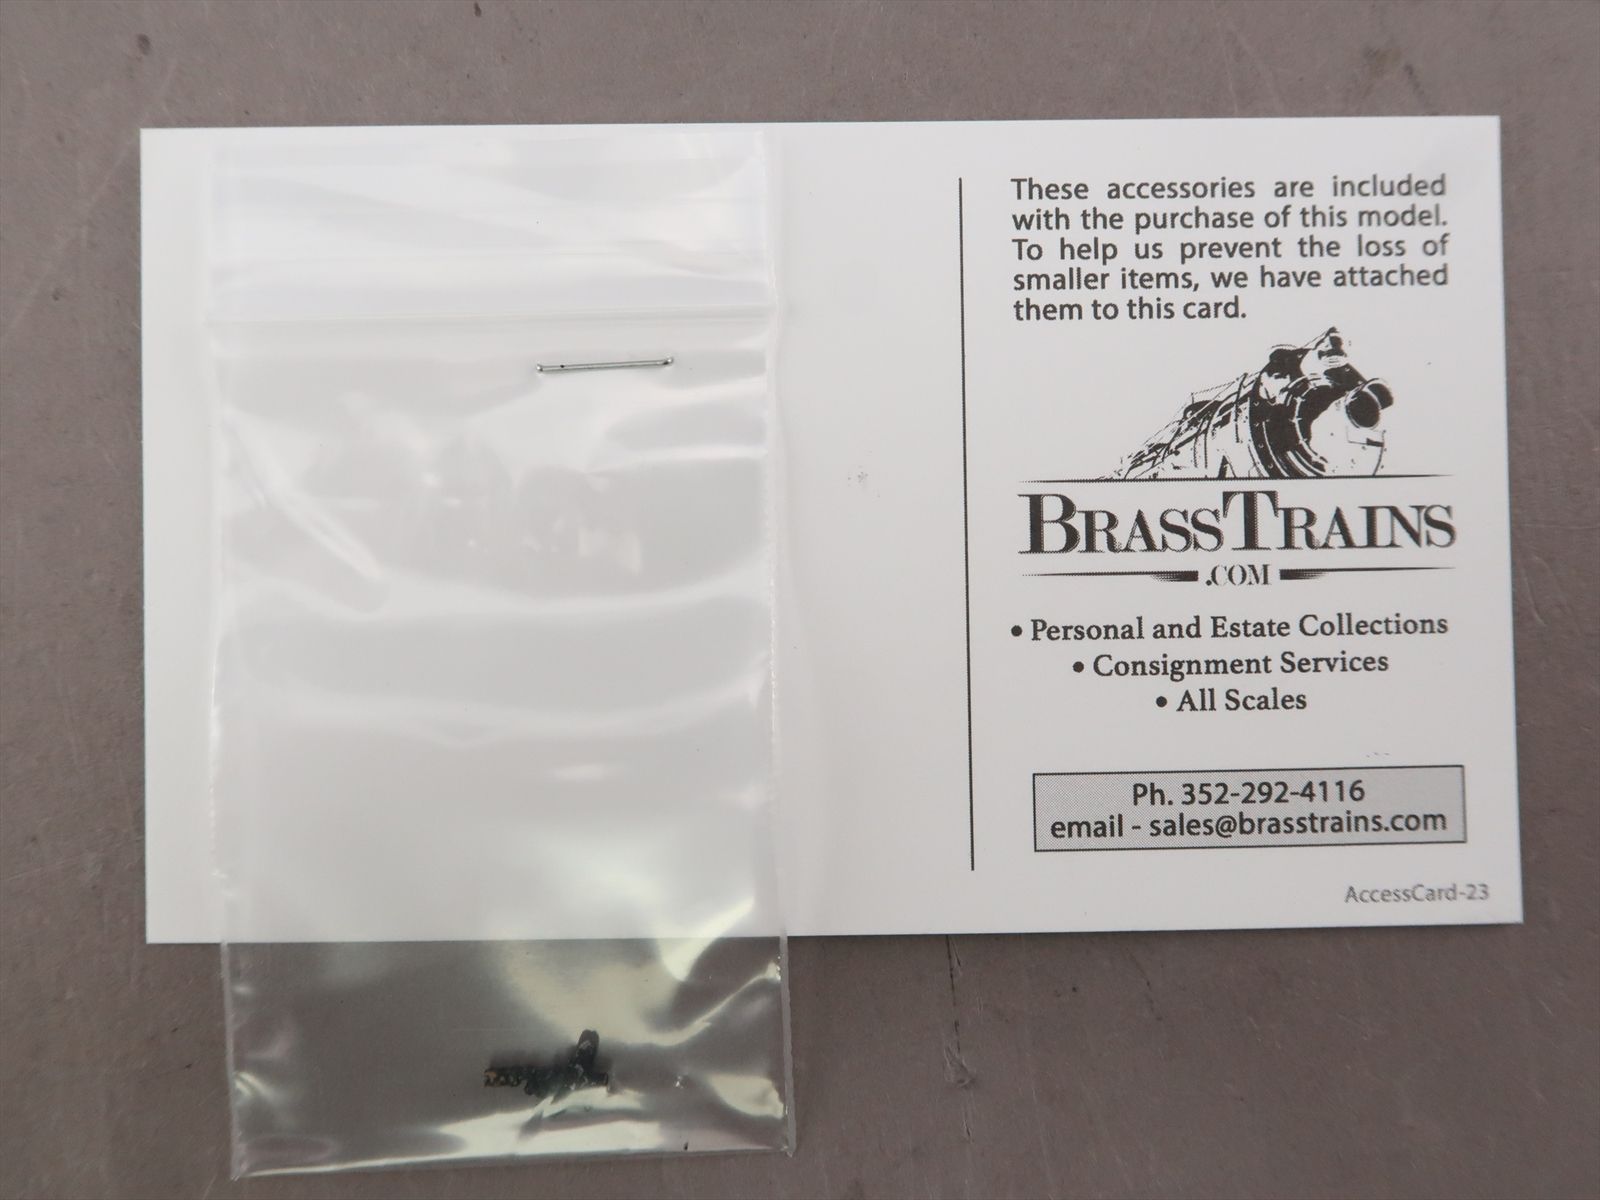 These accessories are included
with the purchase of this model.
To help us prevent the loss of
smaller items, we have attached
them to this card.
BRASSTRAINS
.COM
• Personal and Estate Collections
• Consignment Services
• All Scales
Ph. 352-292-4116
email - sales@brasstrains.com
AccessCard-23